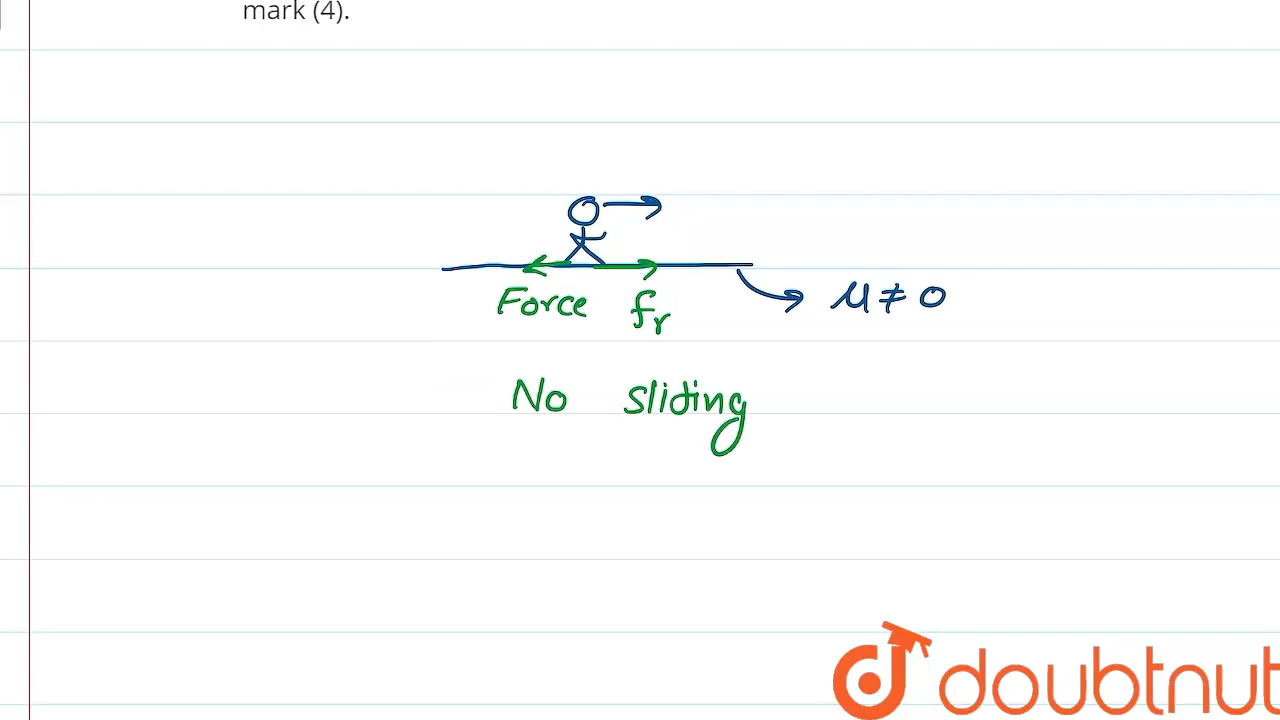 mark (4).
Force fr
μ ≠ 0
No sliding
doubtnut